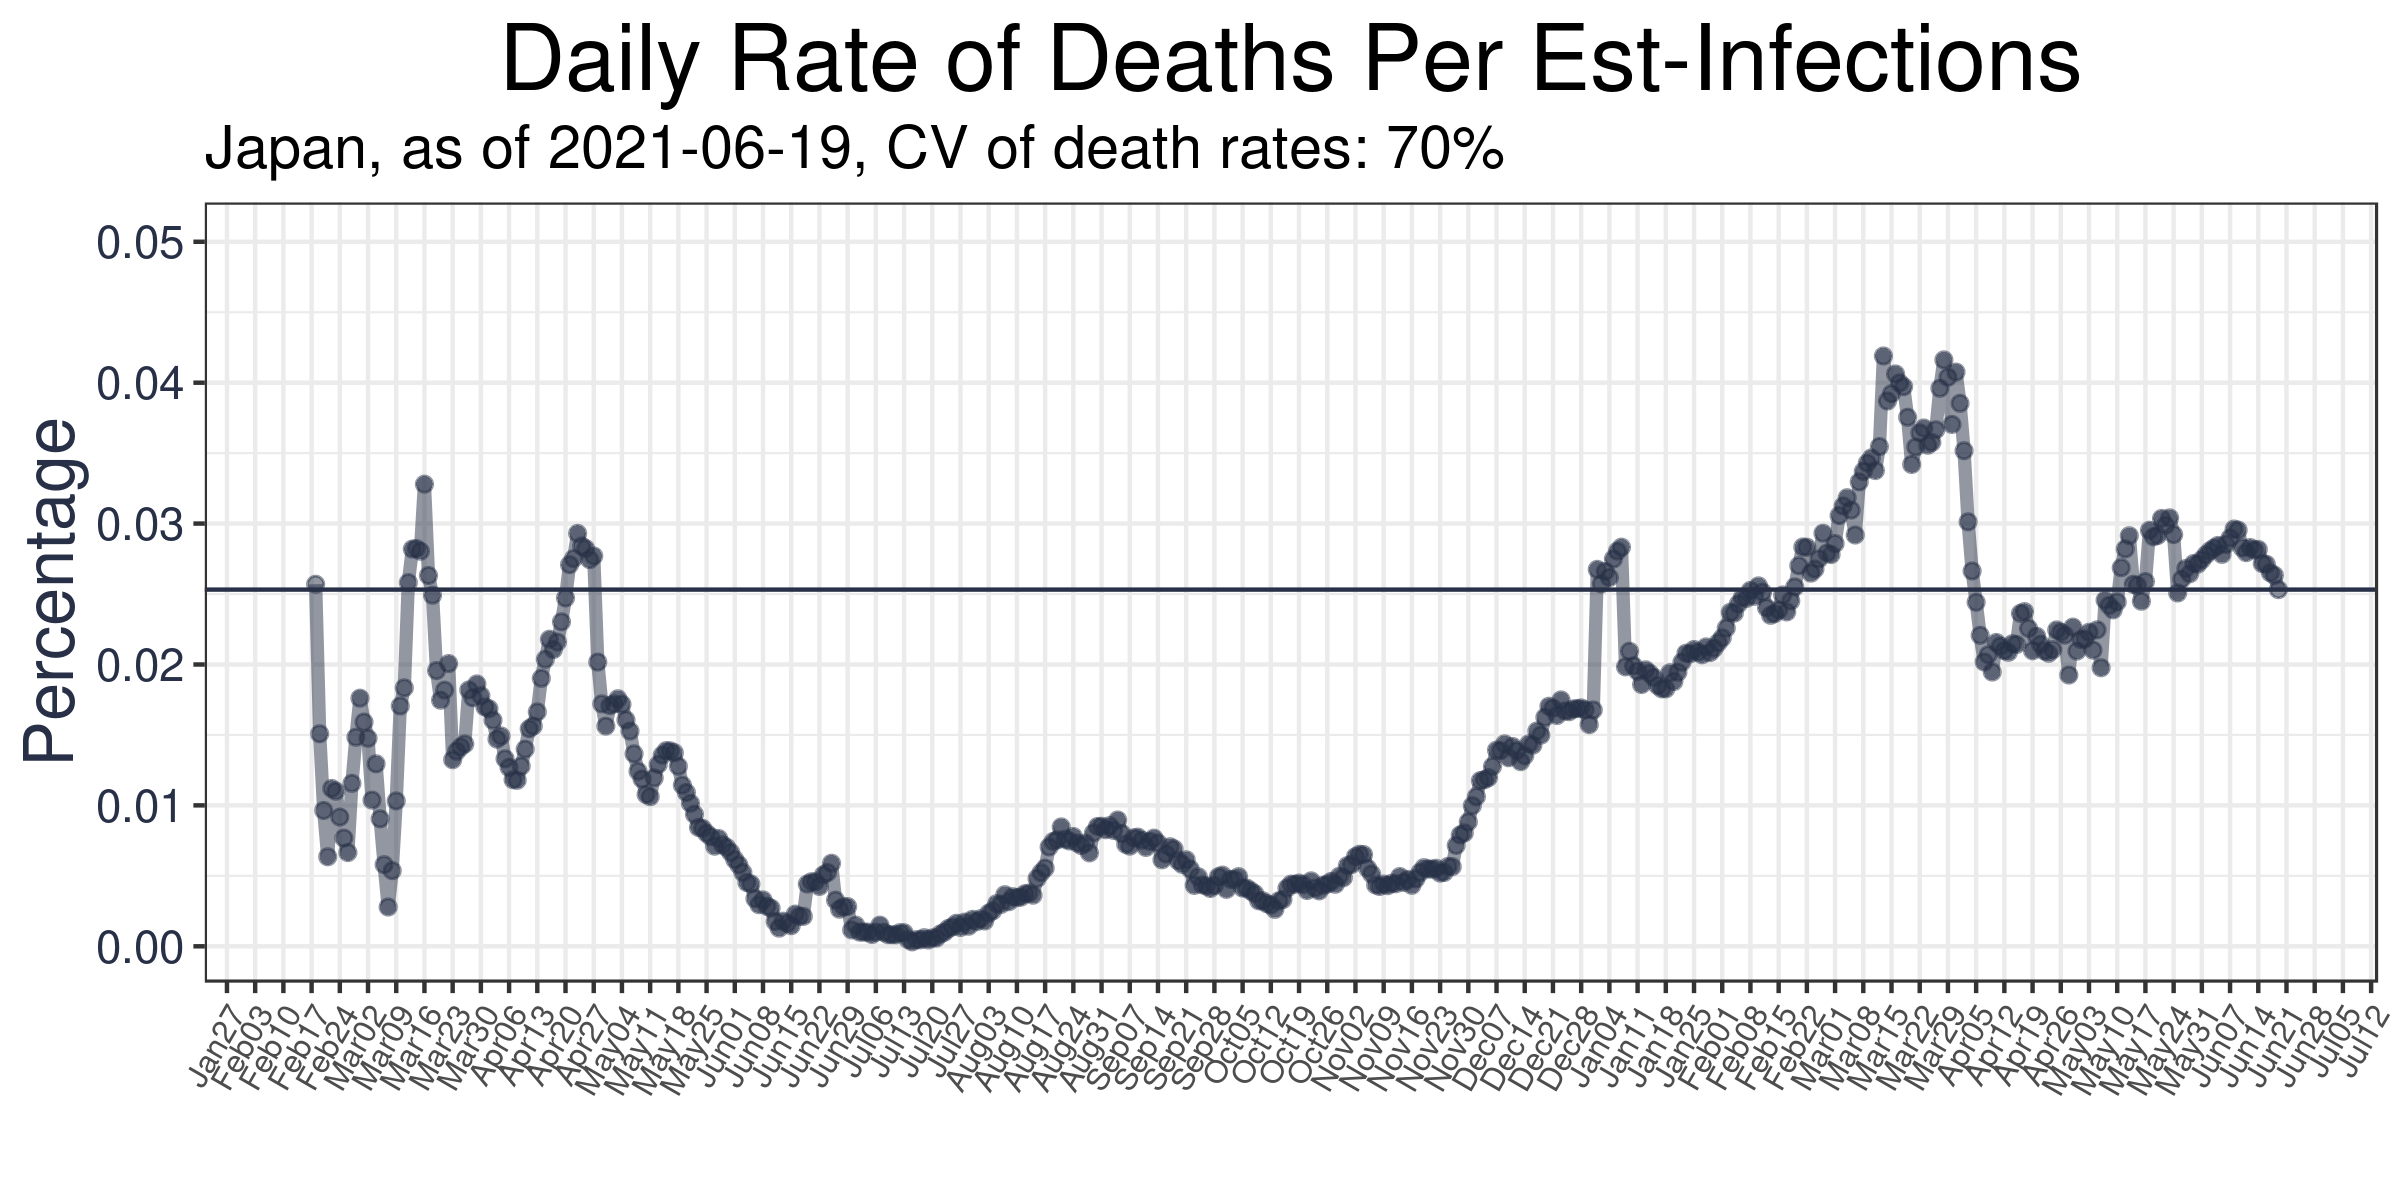 Daily Rate of Deaths Per Est-Infections
Japan, as of 2021-06-19, CV of death rates: 70%
Percentage
0.05
0.04
0.03
0.02
0.01
0.00
Jan27
Feb03
Feb10
Feb17
Feb24
Mar02
Mar09
Mar16
Mar23
Mar30
Apr06
Apr13
Apr20
Apr27
May04
May11
May18
May25
Jun01
Jun08
Jun15
Jun22
Jun29
Jul06
Jul13
Jul20
Jul27
Aug03
Aug10
Aug17
Aug24
Aug31
Sep07
Sep14
Sep21
Sep28
Oct05
Oct12
Oct19
Oct26
Nov02
Nov09
Nov16
Nov23
Nov30
Dec07
Dec14
Dec21
Dec28
Jan04
Jan11
Jan18
Jan25
Feb01
Feb08
Feb15
Feb22
Mar01
Mar08
Mar15
Mar22
Mar29
Apr05
Apr12
Apr19
Apr26
May03
May10
May17
May24
May31
Jun07
Jun14
Jun21
Jun28
Jul05
Jul12